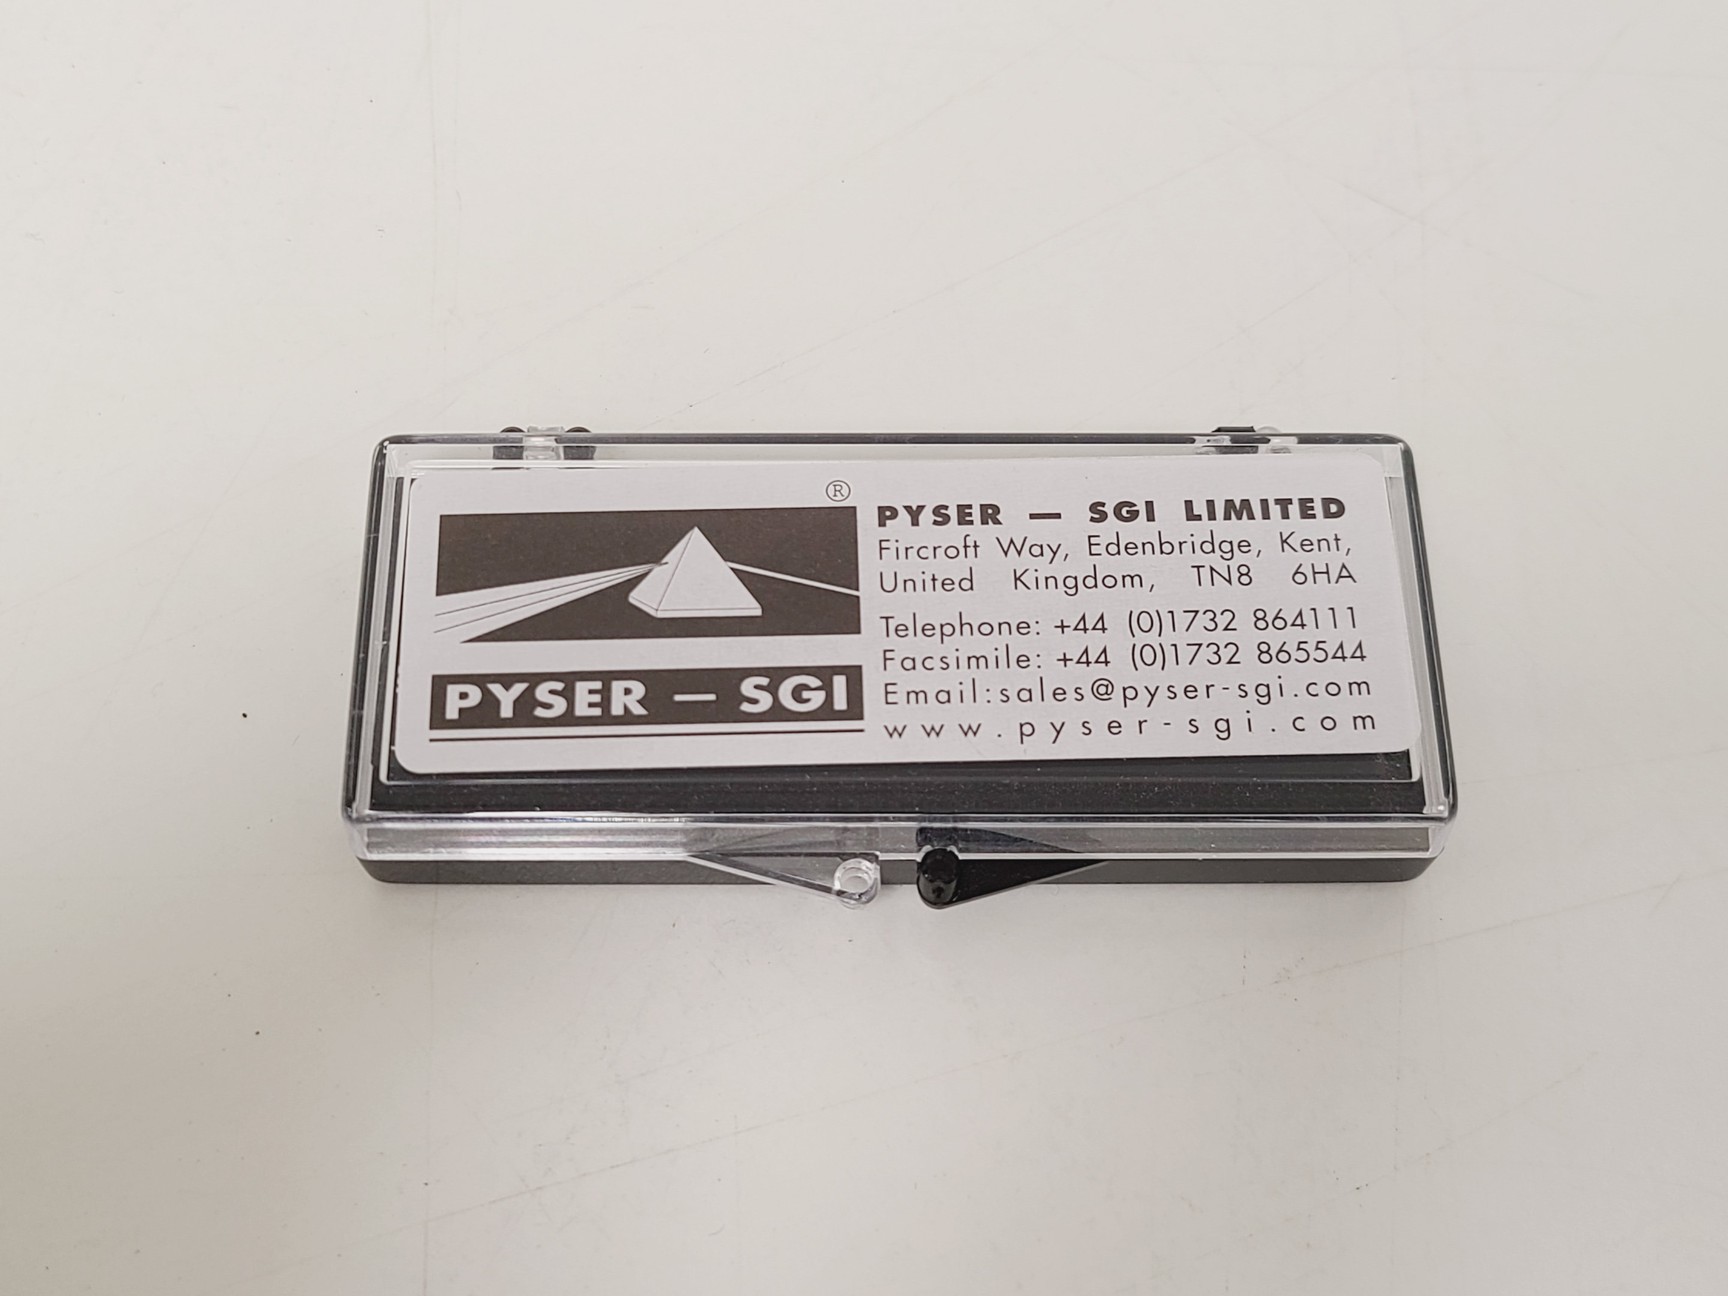 ®
PYSER – SGI
PYSER – SGI LIMITED
Fircroft Way, Edenbridge, Kent,
United Kingdom, TN8 6HA
Telephone: +44 (0)1732 864111
Facsimile: +44 (0)1732 865544
Email:sales@pyser-sgi.com
www.pyser-sgi.com